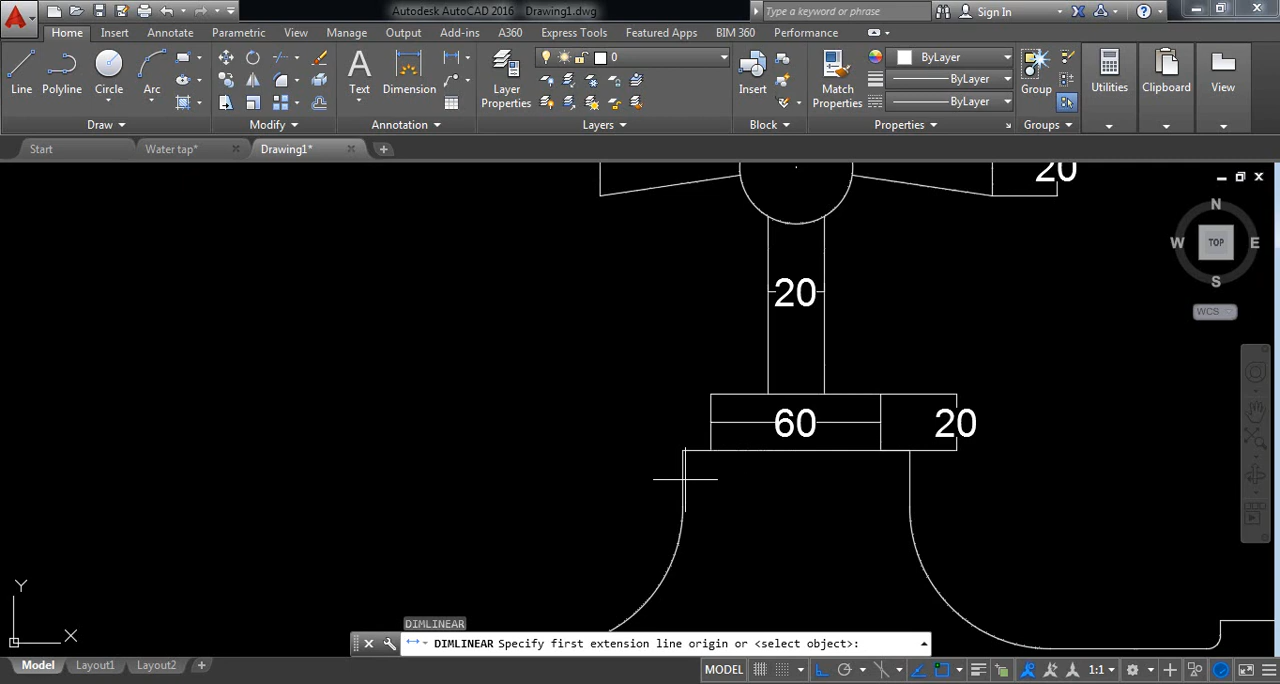 Autodesk AutoCAD 2016 Drawing1.dwg
Type a keyword or phrase
Sign In
Home Insert Annotate Parametric View Manage Output Add-ins A360 Express Tools Featured Apps BIM 360 Performance
Line Polyline Circle Arc
Text Dimension
Layer Properties
0
Insert
Match Properties
ByLayer
ByLayer
ByLayer
Group
Utilities
Clipboard
View
Draw Modify Annotation Layers Block Properties Groups
Start Water tap* Drawing1*
20
N
W TOP E
S
WCS
20
60
20
Y
X
DIMLINEAR
DIMLINEAR Specify first extension line origin or <select object>:
Model Layout1 Layout2
MODEL
1:1